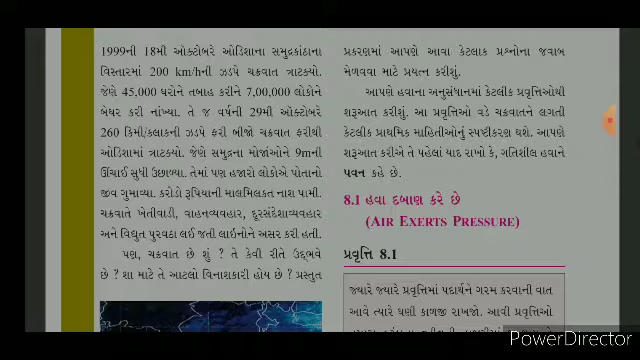 1999ની 18મી ઓક્ટોબરે ઓડિશાના સમુદ્રકાંઠાના
વિસ્તારમાં 200 km/hની ઝડપે ચક્રવાત ત્રાટક્યો.
જેણે 45,000 ઘરોને તબાહ કરીને 7,00,000 લોકોને
બેઘર કરી નાંખ્યા. તે જ વર્ષની 29મી ઑક્ટોબરે
260 કિમી/કલાકની ઝડપે ફરી બીજો ચક્રવાત ફરીથી
ઓડિશામાં ત્રાટક્યો. જેણે સમુદ્રના મોજાંઓને 9mની
ઊંચાઈ સુધી ઉછાળ્યા. તેમાં પણ હજારો લોકોએ પોતાનો
જીવ ગુમાવ્યા. કરોડો રૂપિયાની માલમિલકત નાશ પામી.
ચક્રવાતે ખેતીવાડી, વાહનવ્યવહાર, દૂરસંદેશાવ્યવહાર
અને વિદ્યુત પુરવઠા લઈ જતી લાઇનોને અસર કરી હતી.
પણ, ચક્રવાત છે શું ? તે કેવી રીતે ઉદ્ભવે
છે ? શા માટે તે આટલો વિનાશકારી હોય છે ? પ્રસ્તુત
પ્રકરણમાં આપણે આવા કેટલાક પ્રશ્નોના જવાબ
મેળવવા માટે પ્રયત્ન કરીશું.
આપણે હવાના અનુસંધાનમાં કેટલીક પ્રવૃત્તિઓથી
શરૂઆત કરીશું. આ પ્રવૃત્તિઓ વડે ચક્રવાતને લગતી
કેટલીક પ્રાથમિક માહિતીઓનું સ્પષ્ટીકરણ થશે. આપણે
શરૂઆત કરીએ તે પહેલાં યાદ રાખો કે, ગતિશીલ હવાને
પવન કહે છે.
8.1 હવા દબાણ કરે છે
(AIR EXERTS PRESSURE)
પ્રવૃત્તિ 8.1
જ્યારે જ્યારે પ્રવૃત્તિમાં પદાર્થને ગરમ કરવાની વાત
આવે ત્યારે ઘણી કાળજી રાખજો. આવી પ્રવૃત્તિઓ
PowerDirector